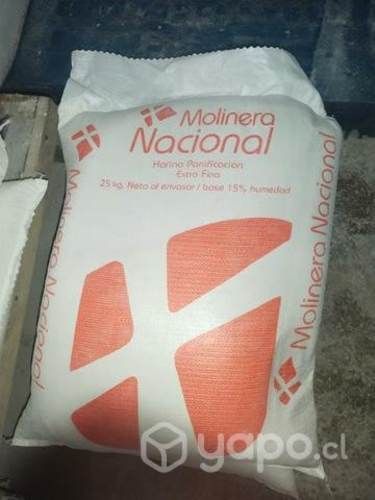 Molinera
Nacional
Harina Panificación
Extra Fina
25 kg. Neto al envasar / base 15% humedad
Molinera Nacional
Molinera Nacional
yapo.cl